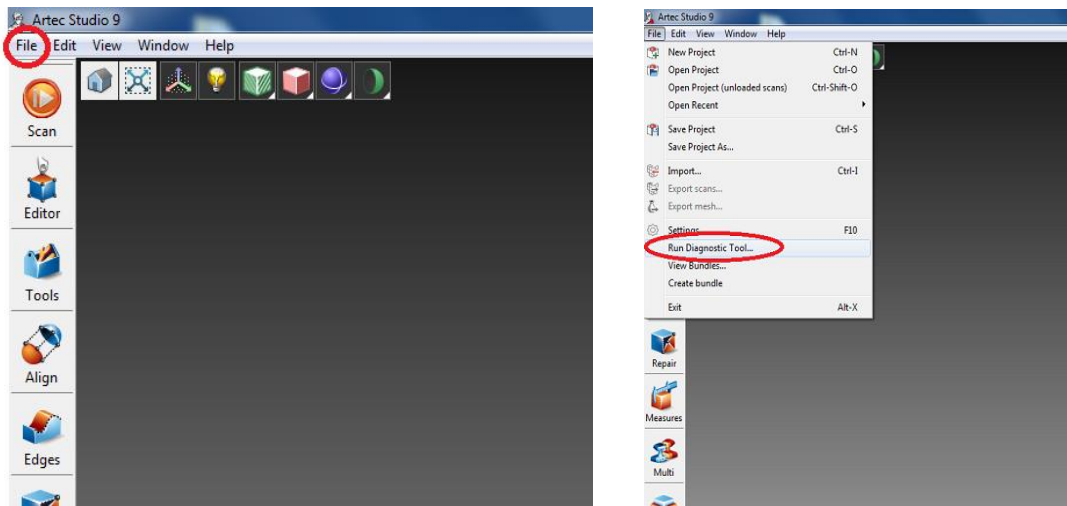 Artec Studio 9
File Edit View Window Help
Scan
Editor
Tools
Align
Edges
Artec Studio 9
File Edit View Window Help
New Project Ctrl-N
Open Project Ctrl-O
Open Project (unloaded scans) Ctrl-Shift-O
Open Recent
Save Project Ctrl-S
Save Project As...
Import... Ctrl-I
Export scans...
Export mesh...
Settings... F10
Run Diagnostic Tool...
View Bundles...
Create bundle
Exit Alt-X
Repair
Measures
Multi